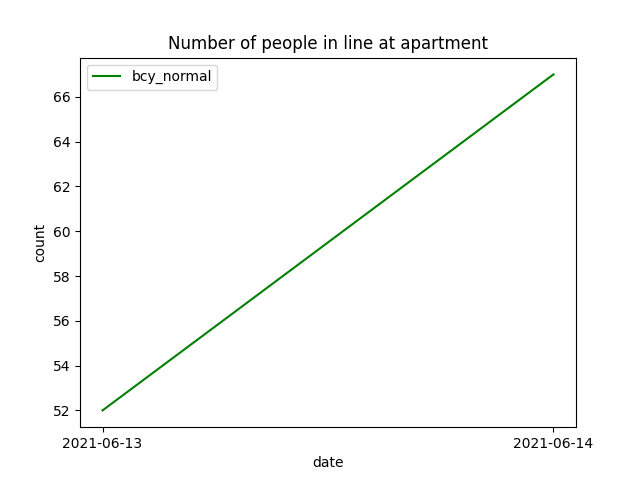 Number of people in line at apartment
bcy_normal
count
66
64
62
60
58
56
54
52
2021-06-13
2021-06-14
date